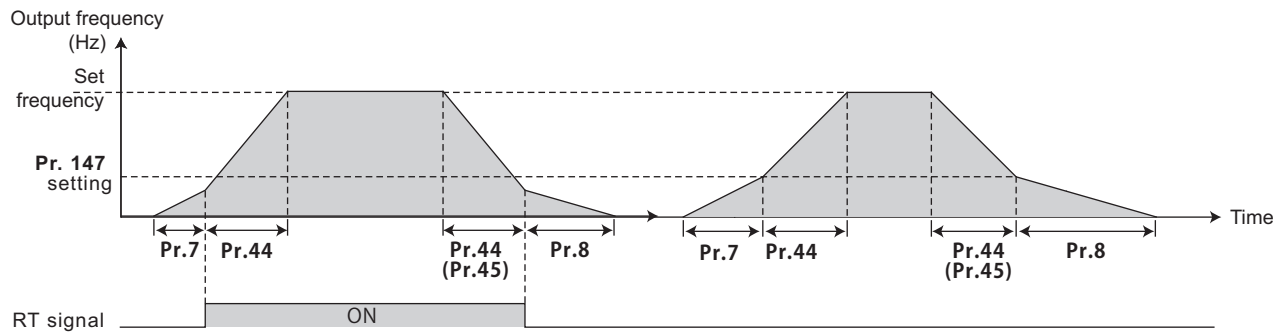 Output frequency
(Hz)
Set
frequency
Pr. 147
setting
Time
Pr.7
Pr.44
Pr.44
(Pr.45)
Pr.8
Pr.7
Pr.44
Pr.44
(Pr.45)
Pr.8
RT signal
ON